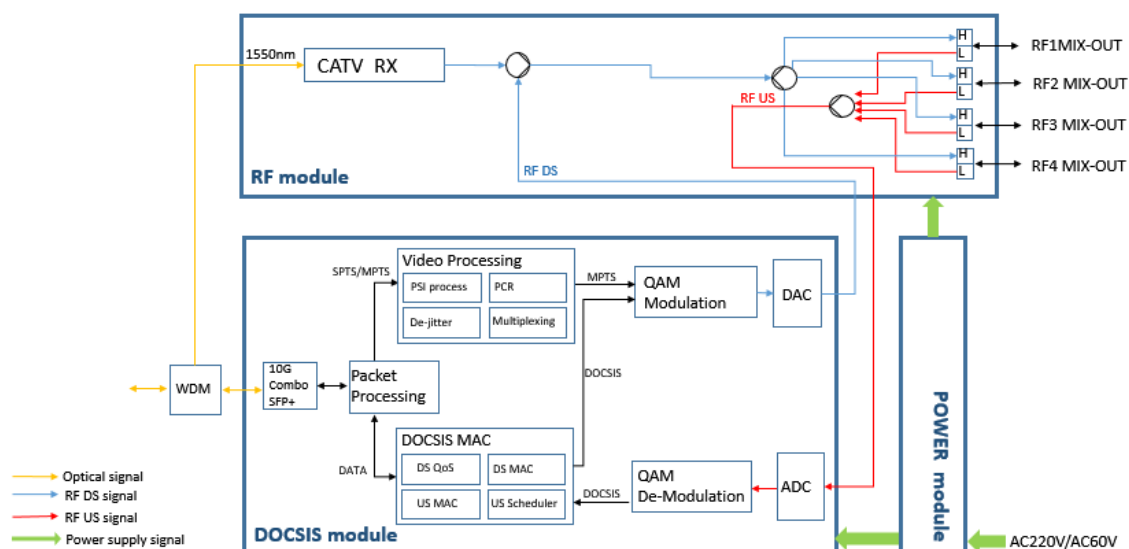 1550nm
CATV RX
H
L
RF1MIX-OUT
H
L
RF2 MIX-OUT
RF US
H
L
RF3 MIX-OUT
H
L
RF4 MIX-OUT
RF module
RF DS
SPTS/MPTS
Video Processing
PSI process
PCR
De-jitter
Multiplexing
MPTS
QAM
Modulation
DAC
WDM
10G
Combo
SFP+
Packet
Processing
DOCSIS
DATA
DOCSIS MAC
DS QoS
DS MAC
US MAC
US Scheduler
DOCSIS
QAM
De-Modulation
ADC
POWER module
Optical signal
RF DS signal
RF US signal
Power supply signal
DOCSIS module
AC220V/AC60V